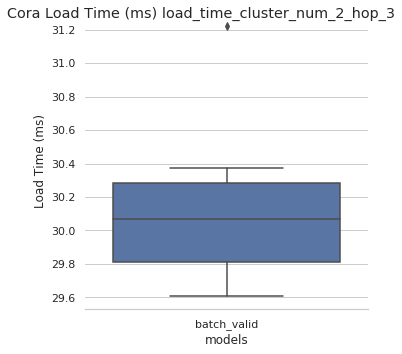 Cora Load Time (ms) load_time_cluster_num_2_hop_3
31.2
31.0
30.8
30.6
30.4
30.2
30.0
29.8
29.6
Load Time (ms)
batch_valid
models